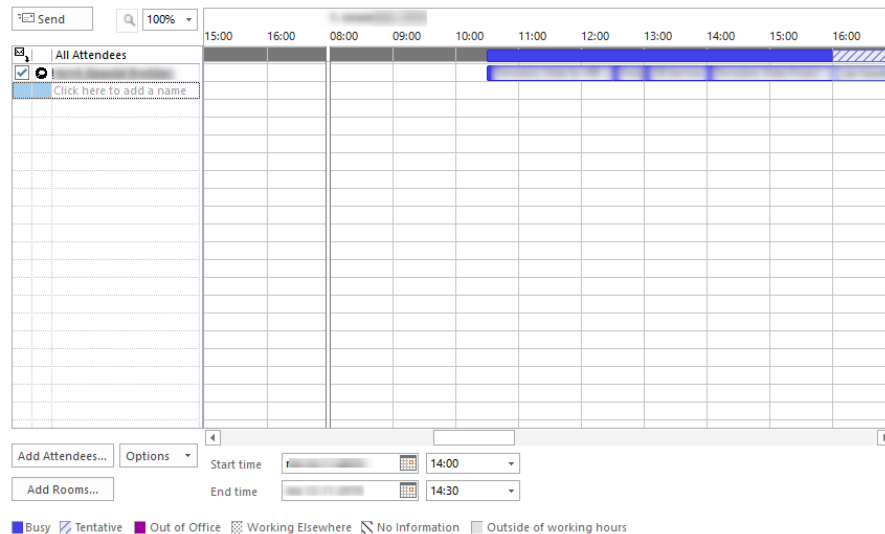 Send
100%
15:00 16:00 08:00 09:00 10:00 11:00 12:00 13:00 14:00 15:00 16:00
All Attendees
Click here to add a name
Add Attendees... Options
Start time 14:00
Add Rooms...
End time 14:30
Busy Tentative Out of Office Working Elsewhere No Information Outside of working hours